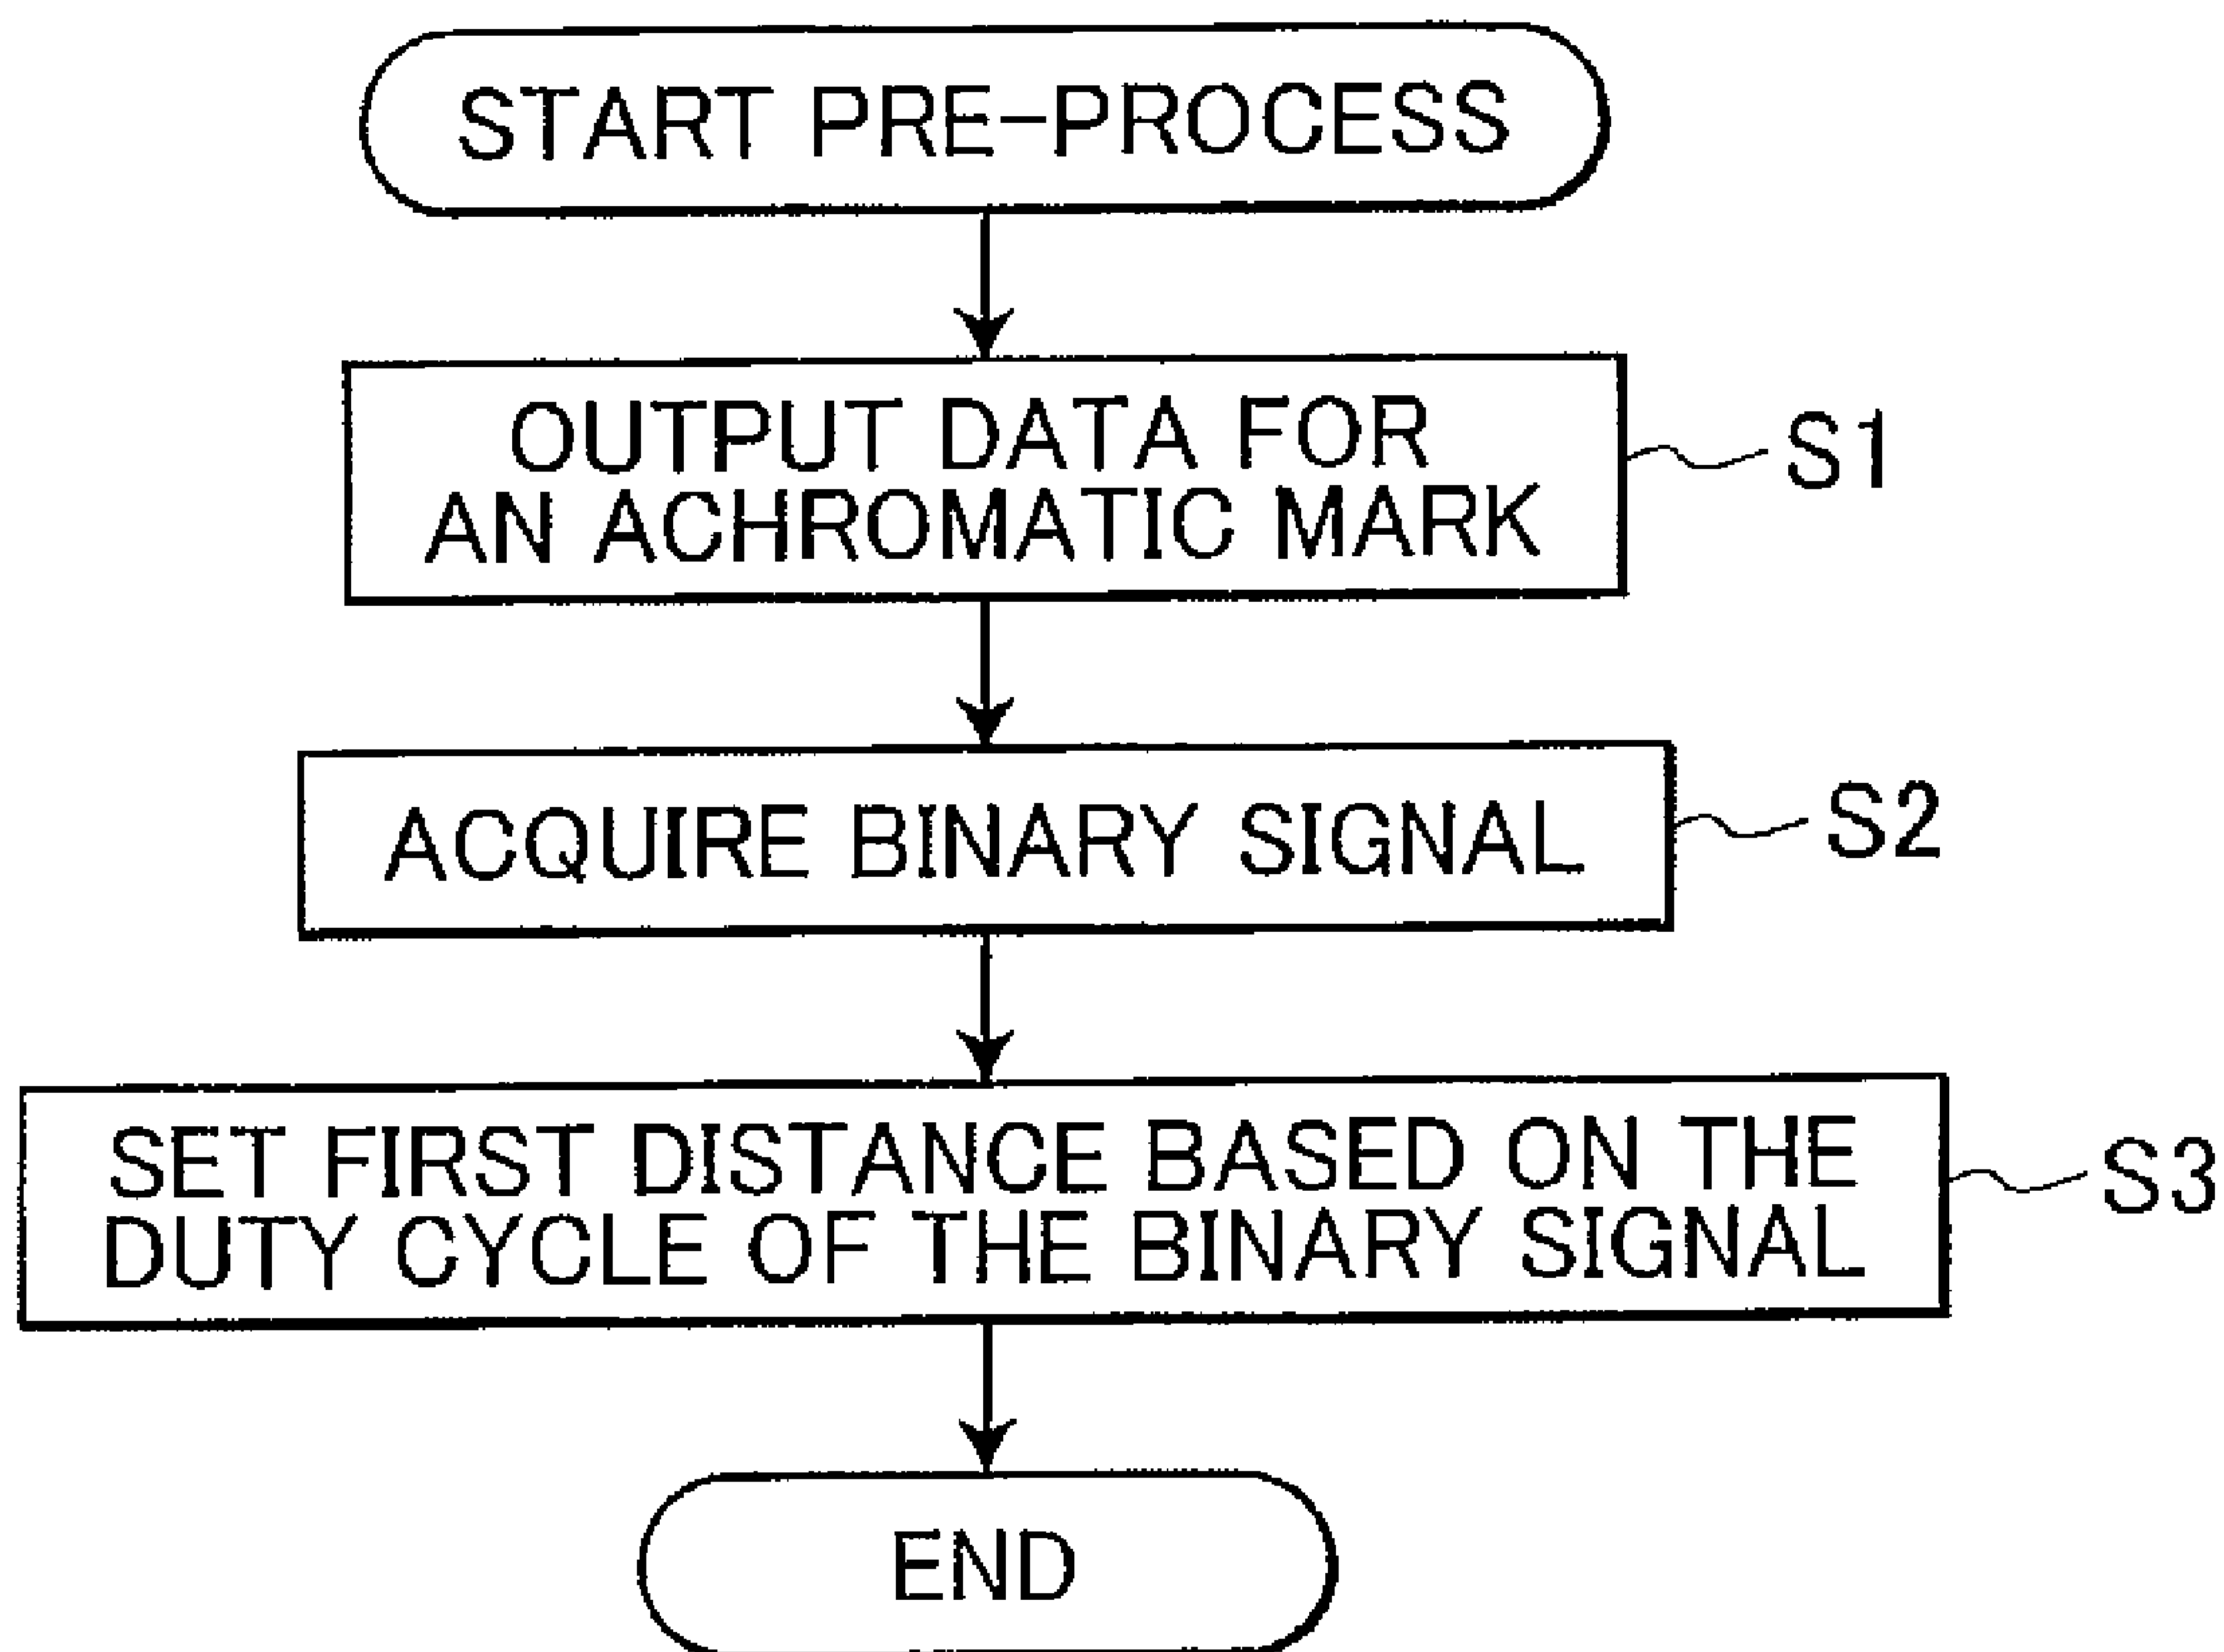 START PRE-PROCESS
OUTPUT DATA FOR
AN ACHROMATIC MARK
S1
ACQUIRE BINARY SIGNAL
S2
SET FIRST DISTANCE BASED ON THE
DUTY CYCLE OF THE BINARY SIGNAL
S3
END